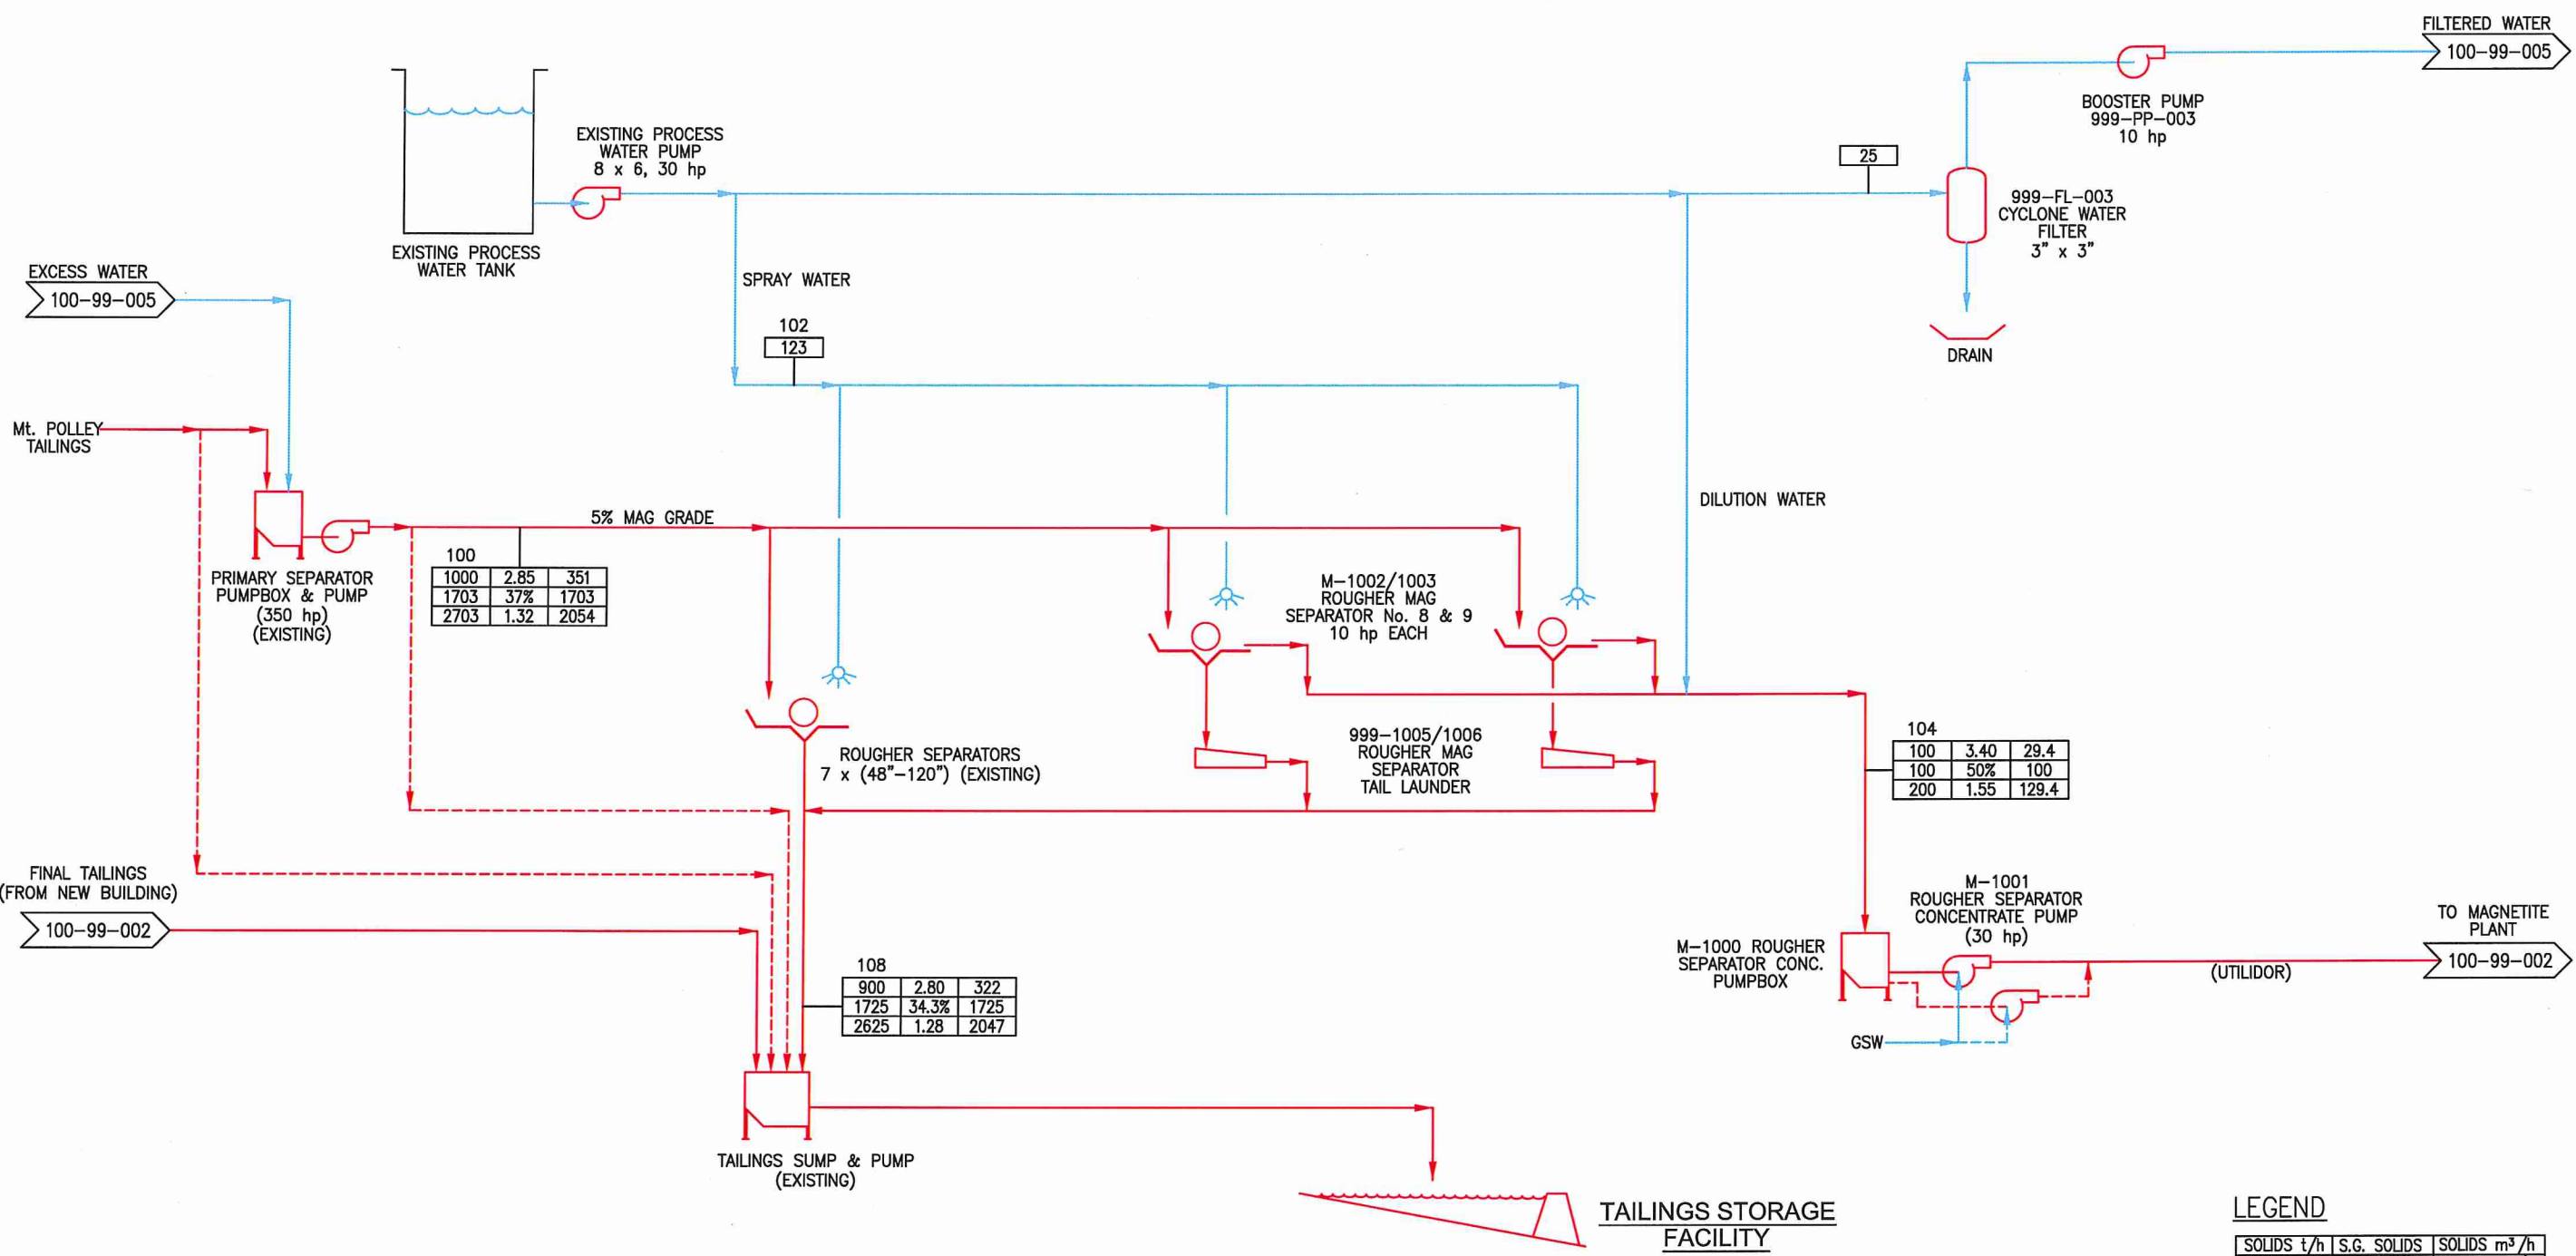 FILTERED WATER
100-99-005
BOOSTER PUMP
999-PP-003
10 hp
EXISTING PROCESS
WATER PUMP
8 x 6, 30 hp
25
999-FL-003
CYCLONE WATER
FILTER
3" x 3"
EXISTING PROCESS
WATER TANK
EXCESS WATER
100-99-005
SPRAY WATER
102
123
DRAIN
Mt. POLLEY
TAILINGS
DILUTION WATER
5% MAG GRADE
100
1000 2.85 351
1703 37% 1703
2703 1.32 2054
PRIMARY SEPARATOR
PUMPBOX & PUMP
(350 hp)
(EXISTING)
M-1002/1003
ROUGHER MAG
SEPARATOR No. 8 & 9
10 hp EACH
ROUGHER SEPARATORS
7 x (48"-120") (EXISTING)
999-1005/1006
ROUGHER MAG
SEPARATOR
TAIL LAUNDER
104
100 3.40 29.4
100 50% 100
200 1.55 129.4
FINAL TAILINGS
(FROM NEW BUILDING)
100-99-002
M-1001
ROUGHER SEPARATOR
CONCENTRATE PUMP
(30 hp)
M-1000 ROUGHER
SEPARATOR CONC.
PUMPBOX
TO MAGNETITE
PLANT
100-99-002
(UTILIDOR)
GSW
108
900 2.80 322
1725 34.3% 1725
2625 1.28 2047
TAILINGS SUMP & PUMP
(EXISTING)
TAILINGS STORAGE
FACILITY
LEGEND
SOLIDS t/h S.G. SOLIDS SOLIDS m³/h